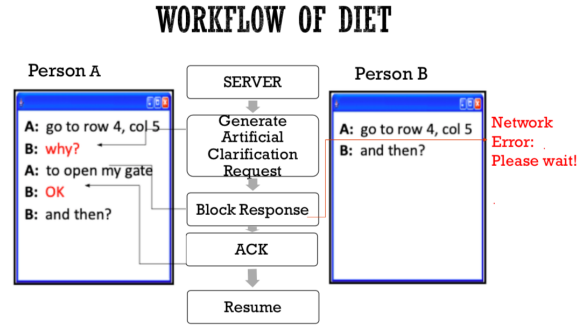 WORKFLOW OF DIET
Person A
A: go to row 4, col 5
B: why?
A: to open my gate
B: OK
B: and then?
SERVER
Generate
Artificial
Clarification
Request
Block Response
ACK
Resume
Person B
A: go to row 4, col 5
B: and then?
Network
Error:
Please wait!